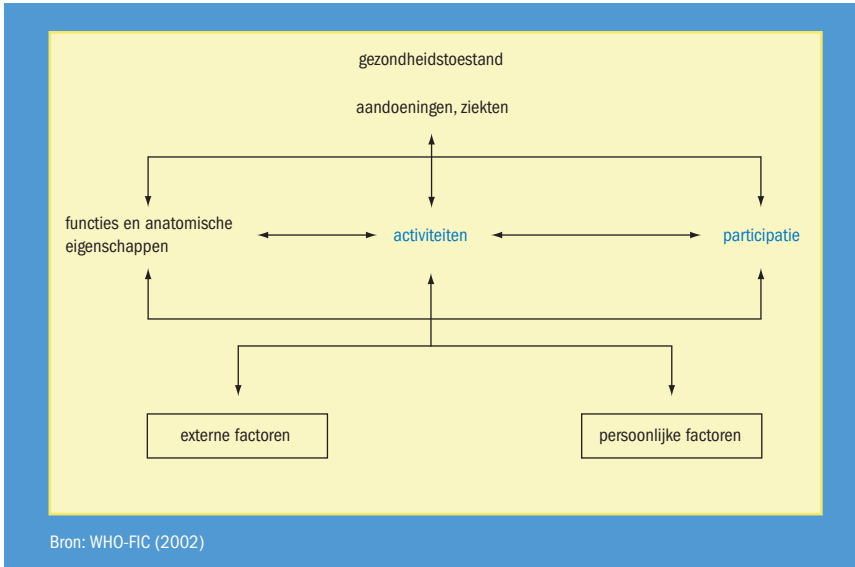 gezondheidstoestand
aandoeningen, ziekten
functies en anatomische
eigenschappen
activiteiten
participatie
externe factoren
persoonlijke factoren
Bron: WHO-FIC (2002)